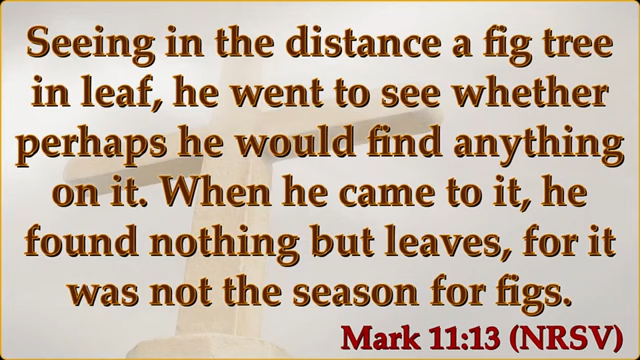 Seeing in the distance a fig tree
in leaf, he went to see whether
perhaps he would find anything
on it. When he came to it, he
found nothing but leaves, for it
was not the season for figs.
Mark 11:13 (NRSV)